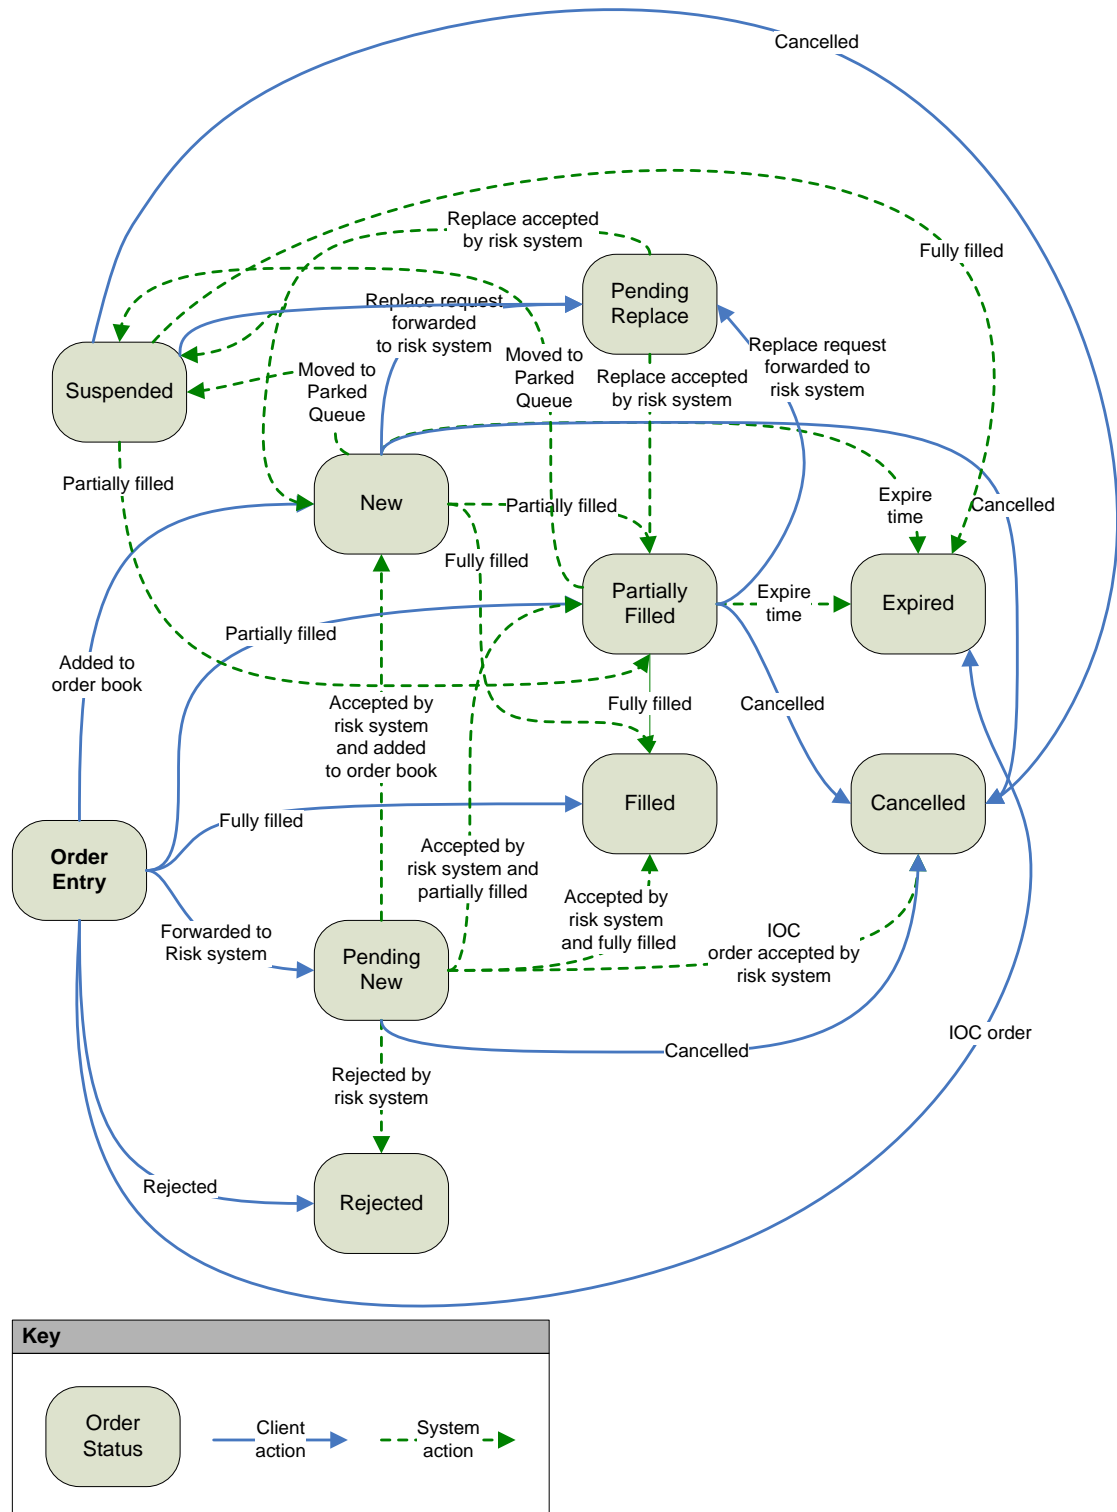 Cancelled
Replace accepted
by risk system
Fully filled
Pending
Replace
Replace request
forwarded
to risk system
Suspended
Moved to
Parked
Queue
Moved to
Parked
Queue
Replace accepted
by risk system
Replace request
forwarded to
risk system
Partially filled
New
Partially filled
Expire
time
Cancelled
Fully filled
Partially
Filled
Expire
time
Expired
Partially filled
Added to
order book
Accepted by
risk system
and added
to order book
Fully filled
Cancelled
Fully filled
Filled
Cancelled
Order
Entry
Accepted by
risk system and
partially filled
Accepted by
risk system
and fully filled
Forwarded to
Risk system
Pending
New
IOC
order accepted by
risk system
Cancelled
IOC order
Rejected by
risk system
Rejected
Rejected
Key
Order
Status
Client
action
System
action